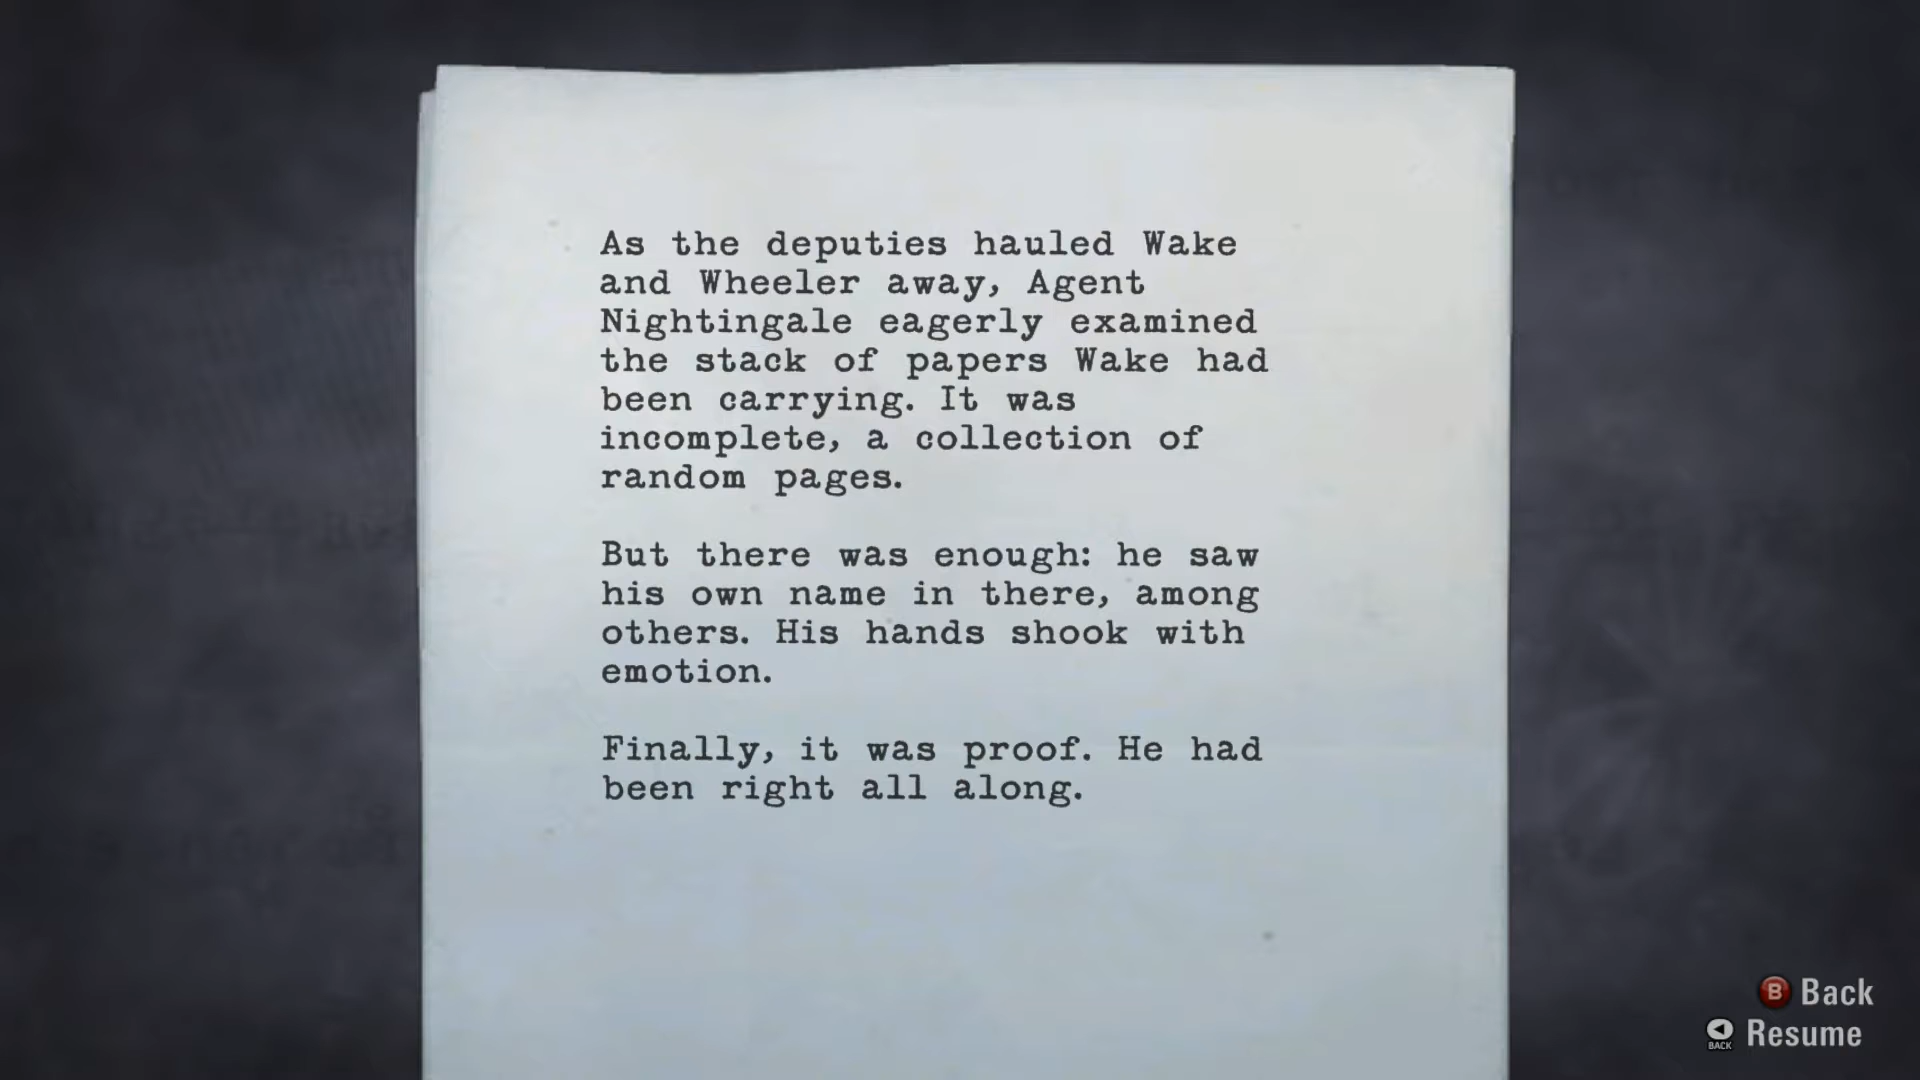 As the deputies hauled Wake
and Wheeler away, Agent
Nightingale eagerly examined
the stack of papers Wake had
been carrying. It was
incomplete, a collection of
random pages.
But there was enough: he saw
his own name in there, among
others. His hands shook with
emotion.
Finally, it was proof. He had
been right all along.
B Back
BACK Resume